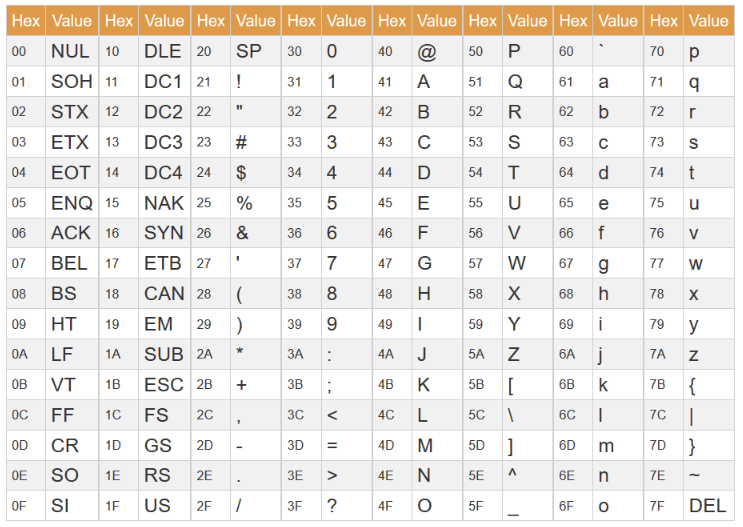 Hex Value Hex Value Hex Value Hex Value Hex Value Hex Value Hex Value Hex Value
00 NUL 10 DLE 20 SP 30 0 40 @ 50 P 60 ` 70 p
01 SOH 11 DC1 21 ! 31 1 41 A 51 Q 61 a 71 q
02 STX 12 DC2 22 " 32 2 42 B 52 R 62 b 72 r
03 ETX 13 DC3 23 # 33 3 43 C 53 S 63 c 73 s
04 EOT 14 DC4 24 $ 34 4 44 D 54 T 64 d 74 t
05 ENQ 15 NAK 25 % 35 5 45 E 55 U 65 e 75 u
06 ACK 16 SYN 26 & 36 6 46 F 56 V 66 f 76 v
07 BEL 17 ETB 27 ' 37 7 47 G 57 W 67 g 77 w
08 BS 18 CAN 28 ( 38 8 48 H 58 X 68 h 78 x
09 HT 19 EM 29 ) 39 9 49 I 59 Y 69 i 79 y
0A LF 1A SUB 2A * 3A : 4A J 5A Z 6A j 7A z
0B VT 1B ESC 2B + 3B ; 4B K 5B [ 6B k 7B {
0C FF 1C FS 2C , 3C < 4C L 5C \ 6C l 7C |
0D CR 1D GS 2D - 3D = 4D M 5D ] 6D m 7D }
0E SO 1E RS 2E . 3E > 4E N 5E ^ 6E n 7E ~
0F SI 1F US 2F / 3F ? 4F O 5F _ 6F o 7F DEL